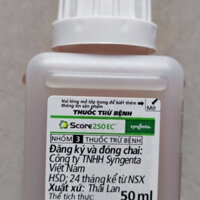 Vui lòng mở lớp trong để biết thêm
thông tin sản phẩm
Mở
THUỐC TRỪ BỆNH
Score 250EC
syngenta
NHÓM 3 THUỐC TRỪ BỆNH
Đăng ký và đóng chai:
Công ty TNHH Syngenta
Việt Nam
HSD: 24 tháng kể từ NSX
Xuất xứ: Thái Lan
Thể tích thực: 50 ml